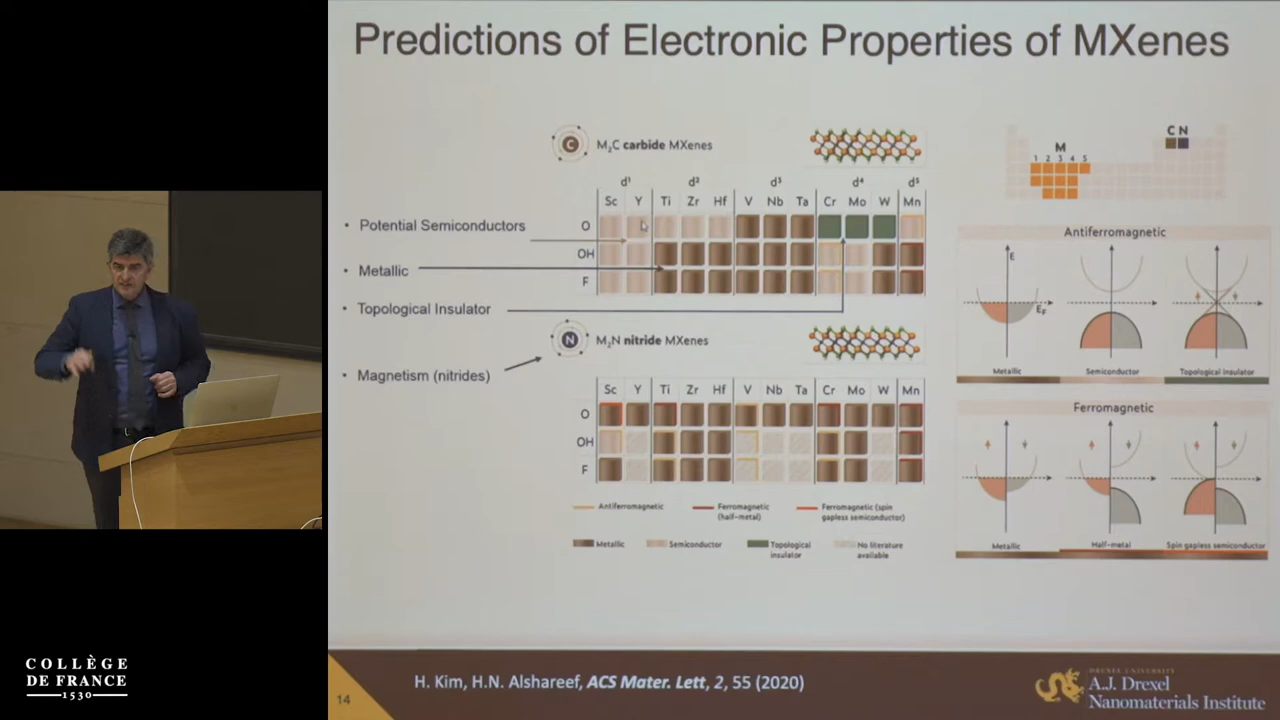 Predictions of Electronic Properties of MXenes
C M₂C carbide MXenes
d¹ d² d³ d⁴ d⁵
Sc Y Ti Zr Hf V Nb Ta Cr Mo W Mn
O
OH
F
• Potential Semiconductors
• Metallic
• Topological Insulator
• Magnetism (nitrides)
N M₂N nitride MXenes
Sc Y Ti Zr Hf V Nb Ta Cr Mo W Mn
O
OH
F
Antiferromagnetic
Ferromagnetic
(half-metal)
Ferromagnetic (spin
gapless semiconductor)
Metallic
Semiconductor
Topological
insulator
No literature
available
C N
M
1 2 3 4 5
Antiferromagnetic
E
E_F
Metallic
Semiconductor
Topological insulator
Ferromagnetic
Metallic
Half-metal
Spin gapless semiconductor
COLLÈGE
DE FRANCE
1530
14
H. Kim, H.N. Alshareef, ACS Mater. Lett, 2, 55 (2020)
DREXEL UNIVERSITY
A.J. Drexel
Nanomaterials Institute